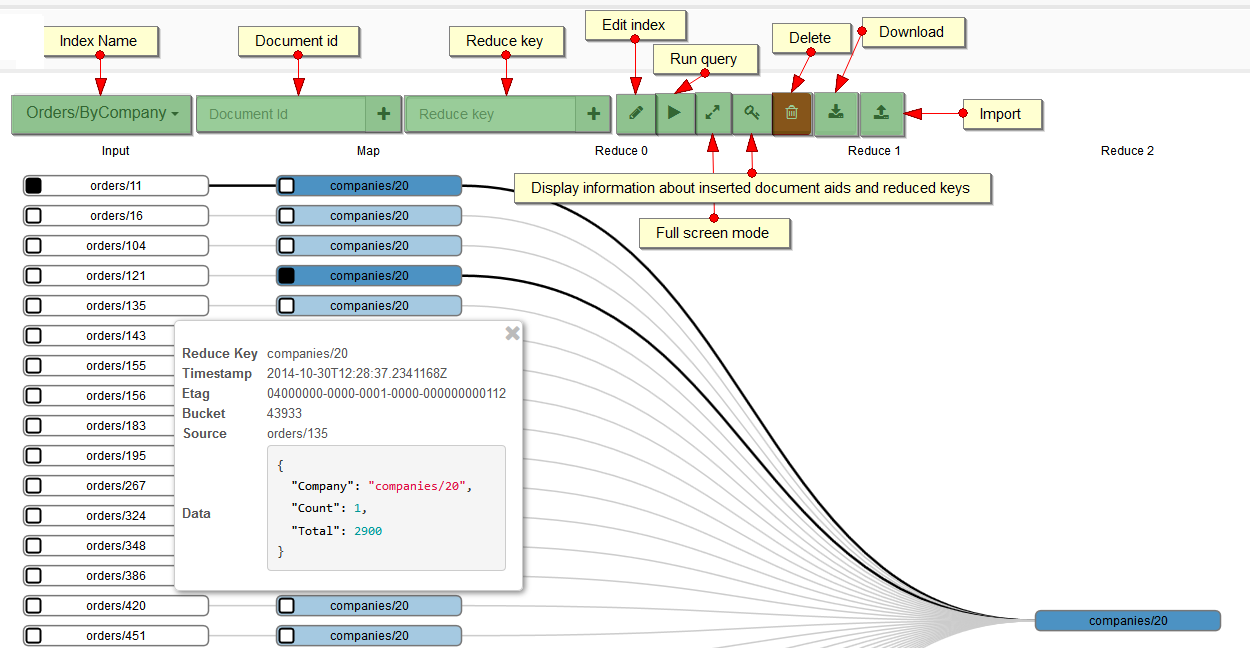 Index Name
Document id
Reduce key
Edit index
Run query
Delete
Download
Orders/ByCompany
Document Id
Reduce key
Import
Input
Map
Reduce 0
Reduce 1
Reduce 2
Display information about inserted document aids and reduced keys
Full screen mode
orders/11
companies/20
orders/16
companies/20
orders/104
companies/20
orders/121
companies/20
orders/135
companies/20
orders/143
orders/155
orders/156
orders/183
orders/195
orders/267
orders/324
orders/348
orders/386
orders/420
companies/20
orders/451
companies/20
Reduce Key companies/20
Timestamp 2014-10-30T12:28:37.2341168Z
Etag 04000000-0000-0001-0000-000000000112
Bucket 43933
Source orders/135
Data
{
"Company": "companies/20",
"Count": 1,
"Total": 2900
}
companies/20